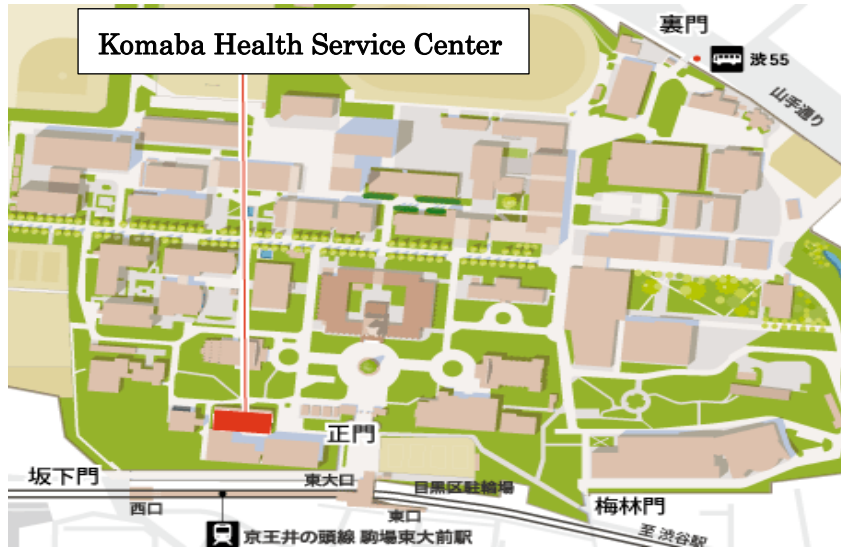 Komaba Health Service Center
裏門
渋55
山手通り
正門
坂下門
東大口
目黒区駐輪場
西口
東口
梅林門
京王井の頭線 駒場東大前駅
至 渋谷駅